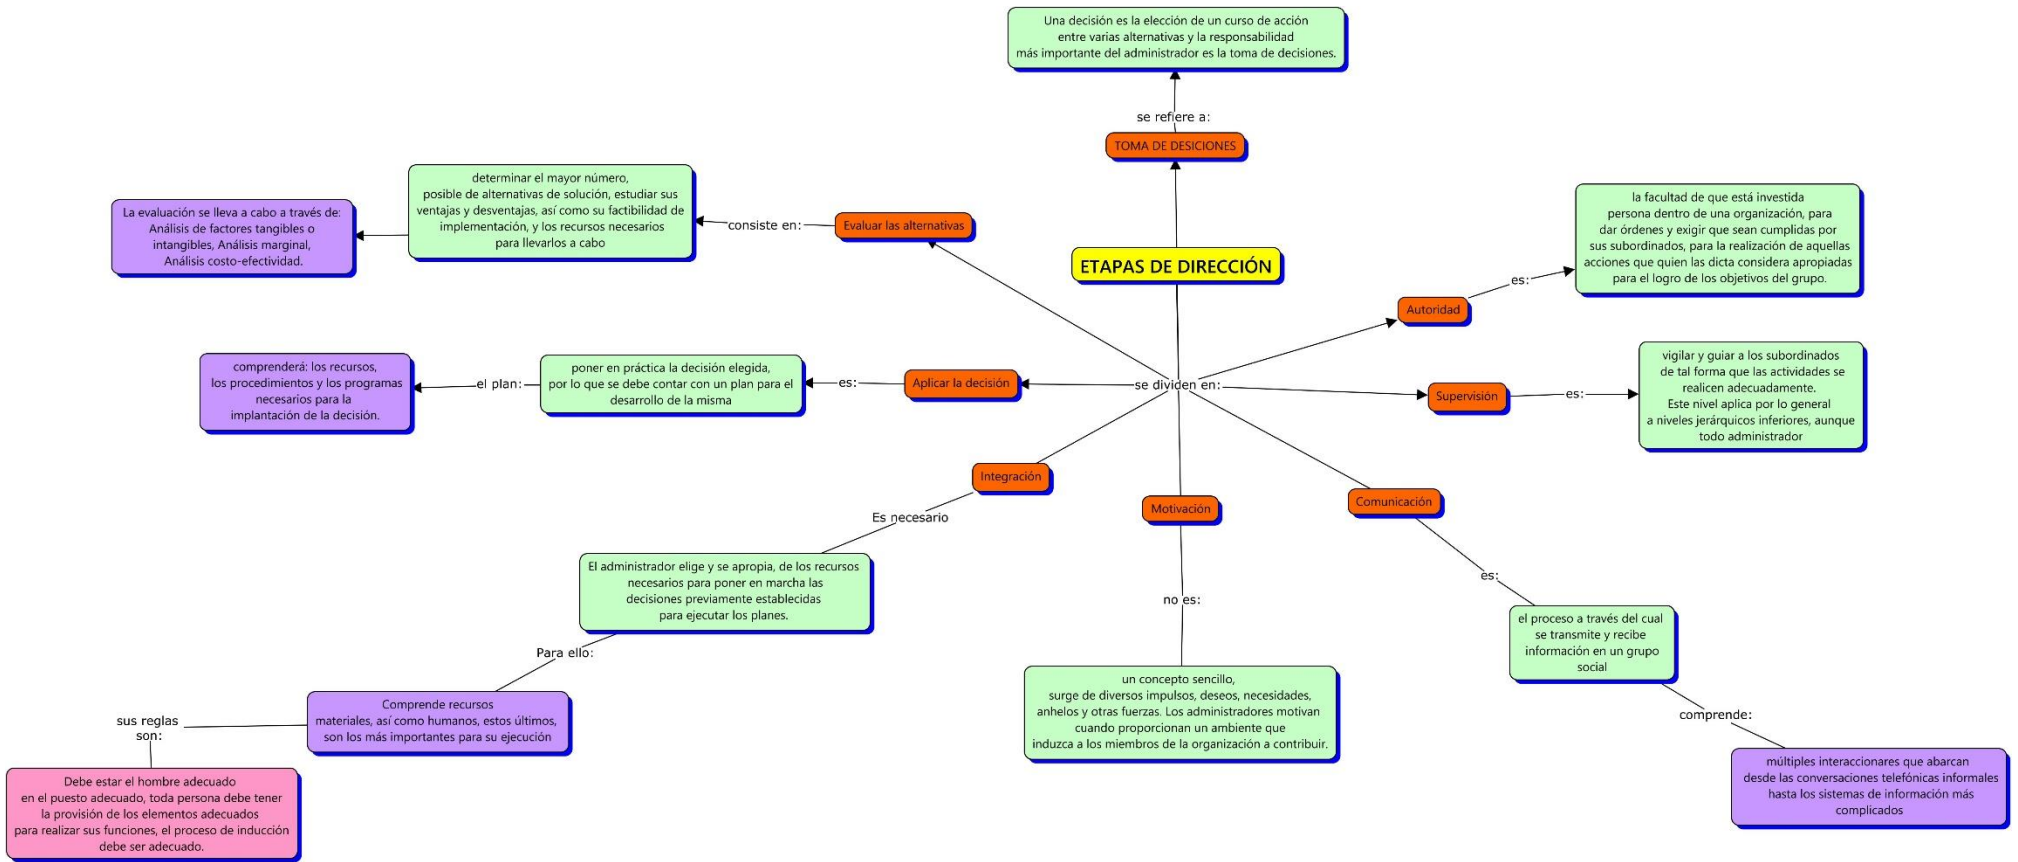 Una decisión es la elección de un curso de acción
entre varias alternativas y la responsabilidad
más importante del administrador es la toma de decisiones.
se refiere a:
TOMA DE DESICIONES
ETAPAS DE DIRECCIÓN
se dividen en:
Evaluar las alternativas
consiste en:
determinar el mayor número,
posible de alternativas de solución, estudiar sus
ventajas y desventajas, así como su factibilidad de
implementación, y los recursos necesarios
para llevarlos a cabo
La evaluación se lleva a cabo a través de:
Análisis de factores tangibles o
intangibles, Análisis marginal,
Análisis costo-efectividad.
Autoridad
es:
la facultad de que está investida
persona dentro de una organización, para
dar órdenes y exigir que sean cumplidas por
sus subordinados, para la realización de aquellas
acciones que quien las dicta considera apropiadas
para el logro de los objetivos del grupo.
Aplicar la decisión
es:
poner en práctica la decisión elegida,
por lo que se debe contar con un plan para el
desarrollo de la misma
el plan:
comprenderá: los recursos,
los procedimientos y los programas
necesarios para la
implantación de la decisión.
Supervisión
es:
vigilar y guiar a los subordinados
de tal forma que las actividades se
realicen adecuadamente.
Este nivel aplica por lo general
a niveles jerárquicos inferiores, aunque
todo administrador
Integración
Es necesario
El administrador elige y se apropia, de los recursos
necesarios para poner en marcha las
decisiones previamente establecidas
para ejecutar los planes.
Para ello:
Comprende recursos
materiales, así como humanos, estos últimos,
son los más importantes para su ejecución
sus reglas
son:
Debe estar el hombre adecuado
en el puesto adecuado, toda persona debe tener
la provisión de los elementos adecuados
para realizar sus funciones, el proceso de inducción
debe ser adecuado.
Motivación
no es:
un concepto sencillo,
surge de diversos impulsos, deseos, necesidades,
anhelos y otras fuerzas. Los administradores motivan
cuando proporcionan un ambiente que
induzca a los miembros de la organización a contribuir.
Comunicación
es:
el proceso a través del cual
se transmite y recibe
información en un grupo
social
comprende:
múltiples interaccionares que abarcan
desde las conversaciones telefónicas informales
hasta los sistemas de información más
complicados